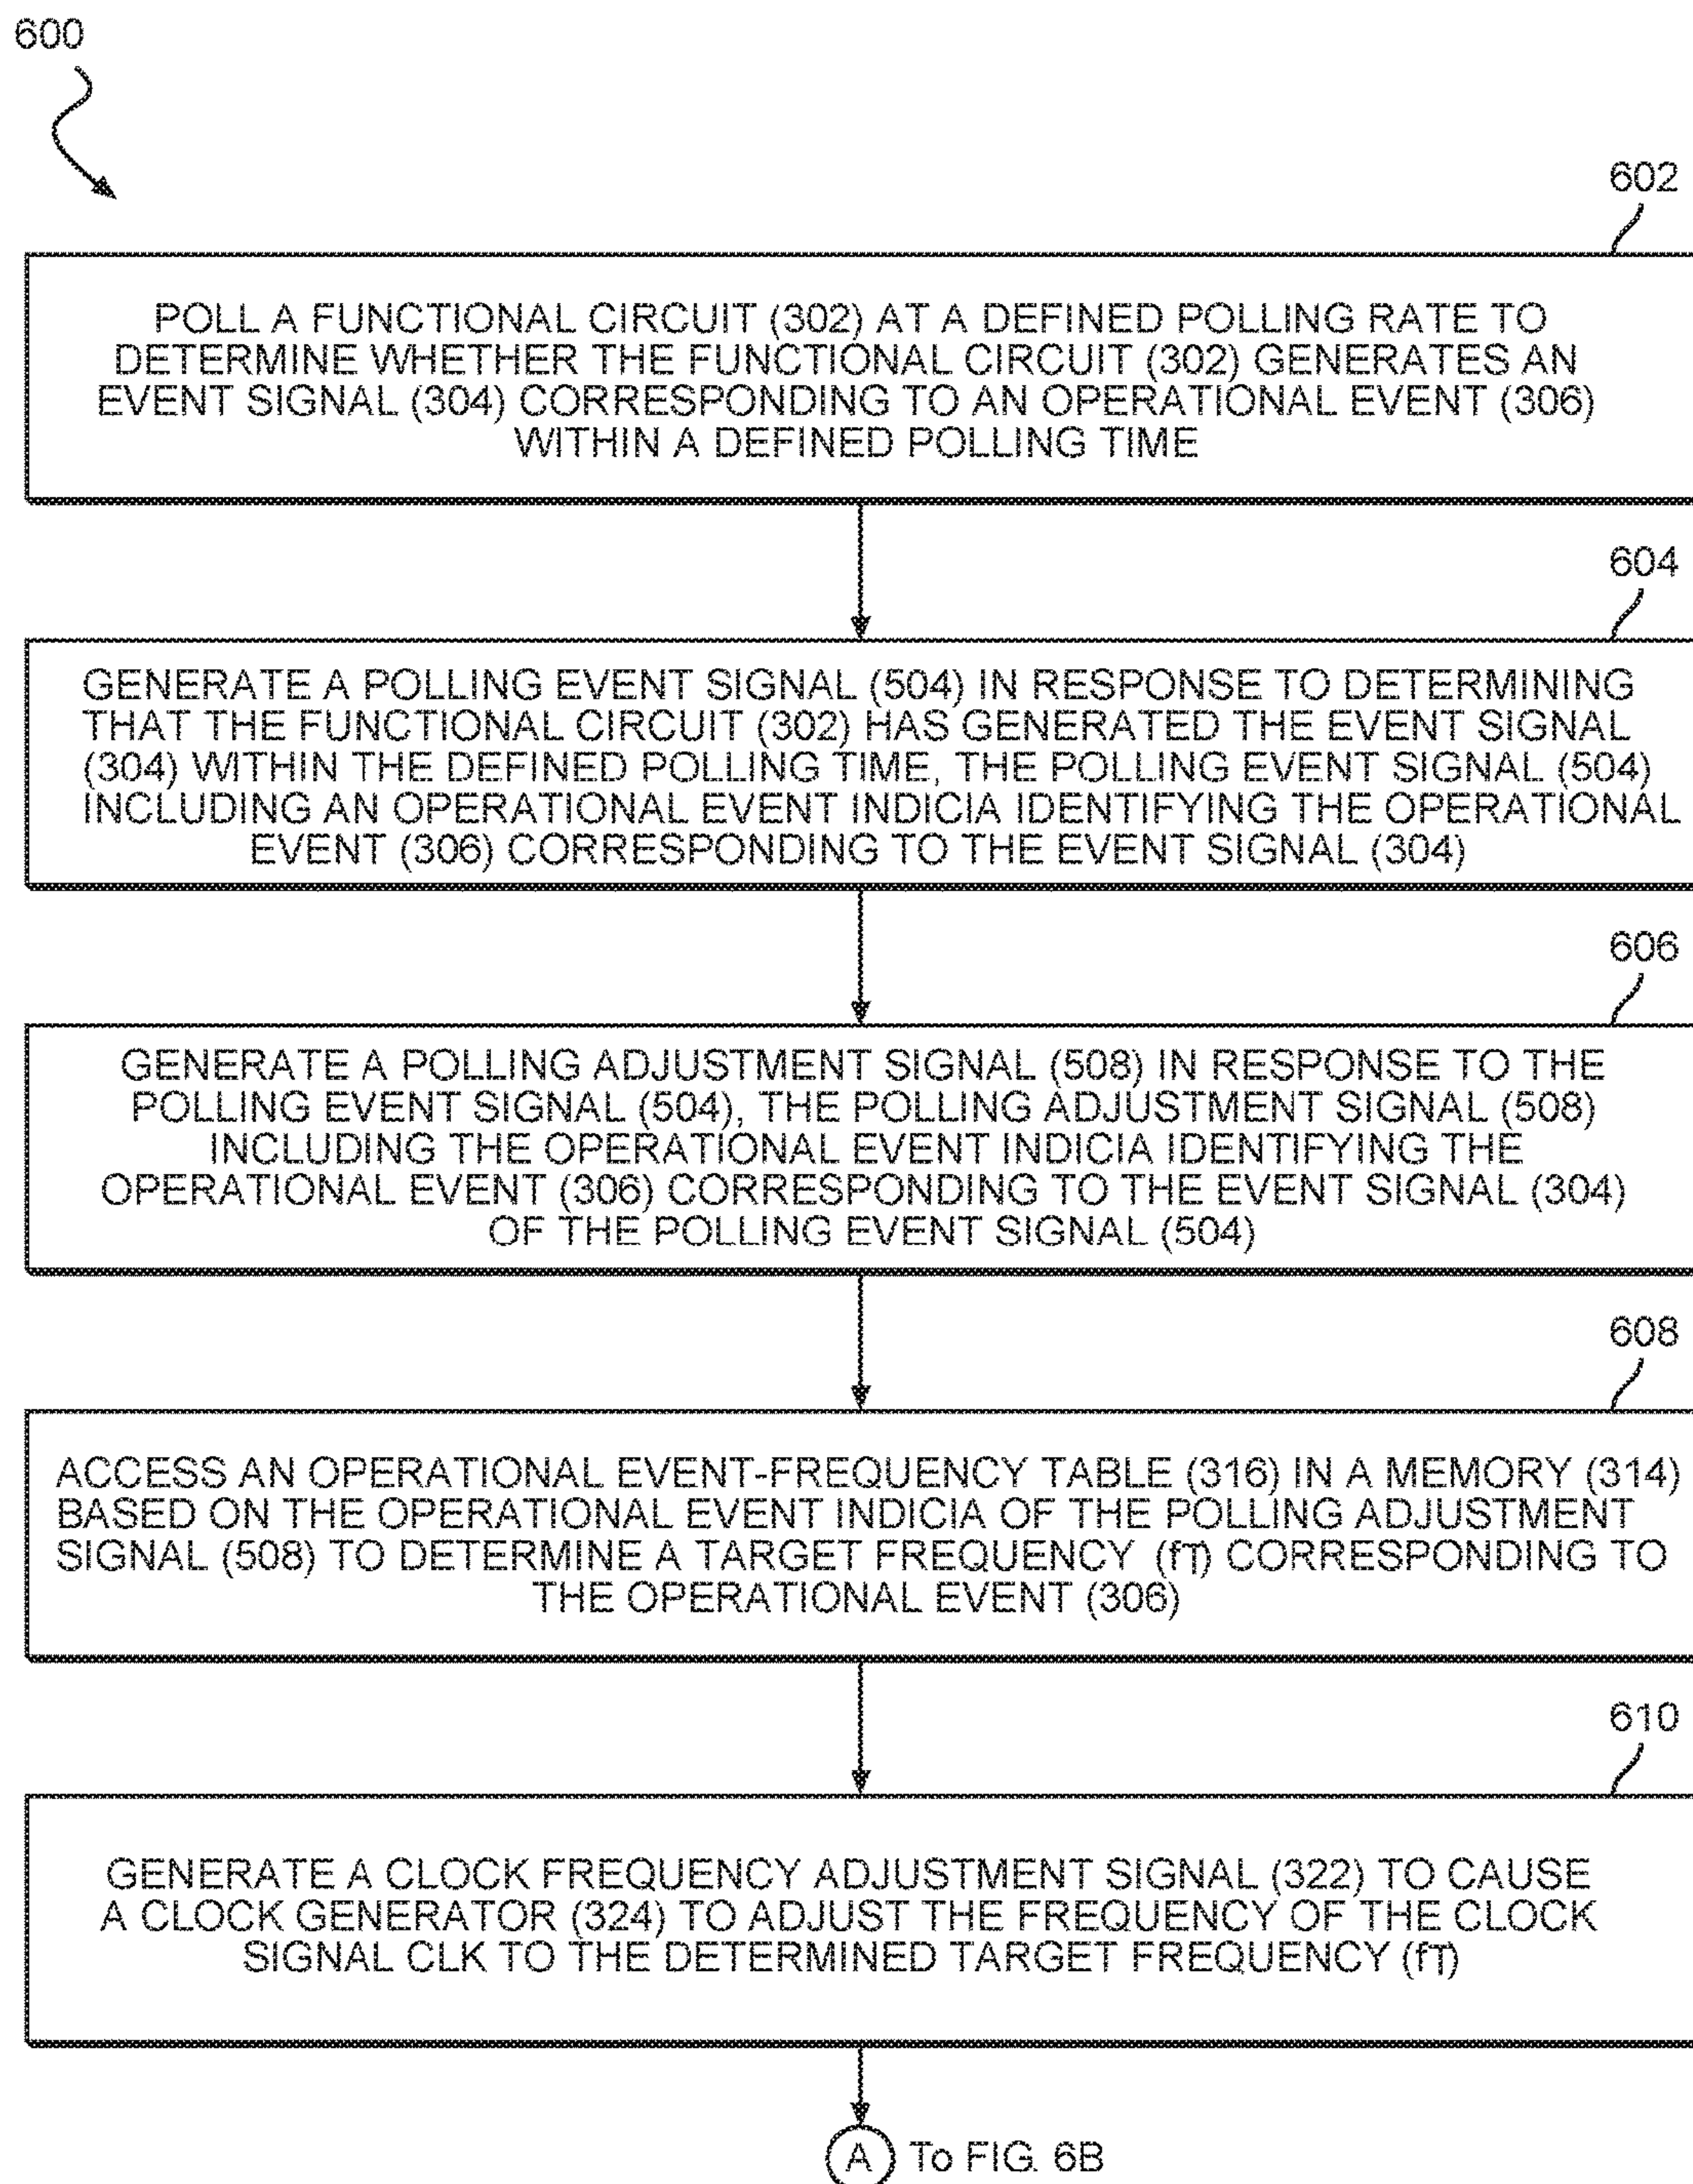 600
602
POLL A FUNCTIONAL CIRCUIT (302) AT A DEFINED POLLING RATE TO
DETERMINE WHETHER THE FUNCTIONAL CIRCUIT (302) GENERATES AN
EVENT SIGNAL (304) CORRESPONDING TO AN OPERATIONAL EVENT (306)
WITHIN A DEFINED POLLING TIME
604
GENERATE A POLLING EVENT SIGNAL (504) IN RESPONSE TO DETERMINING
THAT THE FUNCTIONAL CIRCUIT (302) HAS GENERATED THE EVENT SIGNAL
(304) WITHIN THE DEFINED POLLING TIME, THE POLLING EVENT SIGNAL (504)
INCLUDING AN OPERATIONAL EVENT INDICIA IDENTIFYING THE OPERATIONAL
EVENT (306) CORRESPONDING TO THE EVENT SIGNAL (304)
606
GENERATE A POLLING ADJUSTMENT SIGNAL (508) IN RESPONSE TO THE
POLLING EVENT SIGNAL (504), THE POLLING ADJUSTMENT SIGNAL (508)
INCLUDING THE OPERATIONAL EVENT INDICIA IDENTIFYING THE
OPERATIONAL EVENT (306) CORRESPONDING TO THE EVENT SIGNAL (304)
OF THE POLLING EVENT SIGNAL (504)
608
ACCESS AN OPERATIONAL EVENT-FREQUENCY TABLE (316) IN A MEMORY (314)
BASED ON THE OPERATIONAL EVENT INDICIA OF THE POLLING ADJUSTMENT
SIGNAL (508) TO DETERMINE A TARGET FREQUENCY (fT) CORRESPONDING TO
THE OPERATIONAL EVENT (306)
610
GENERATE A CLOCK FREQUENCY ADJUSTMENT SIGNAL (322) TO CAUSE
A CLOCK GENERATOR (324) TO ADJUST THE FREQUENCY OF THE CLOCK
SIGNAL CLK TO THE DETERMINED TARGET FREQUENCY (fT)
A To FIG. 6B